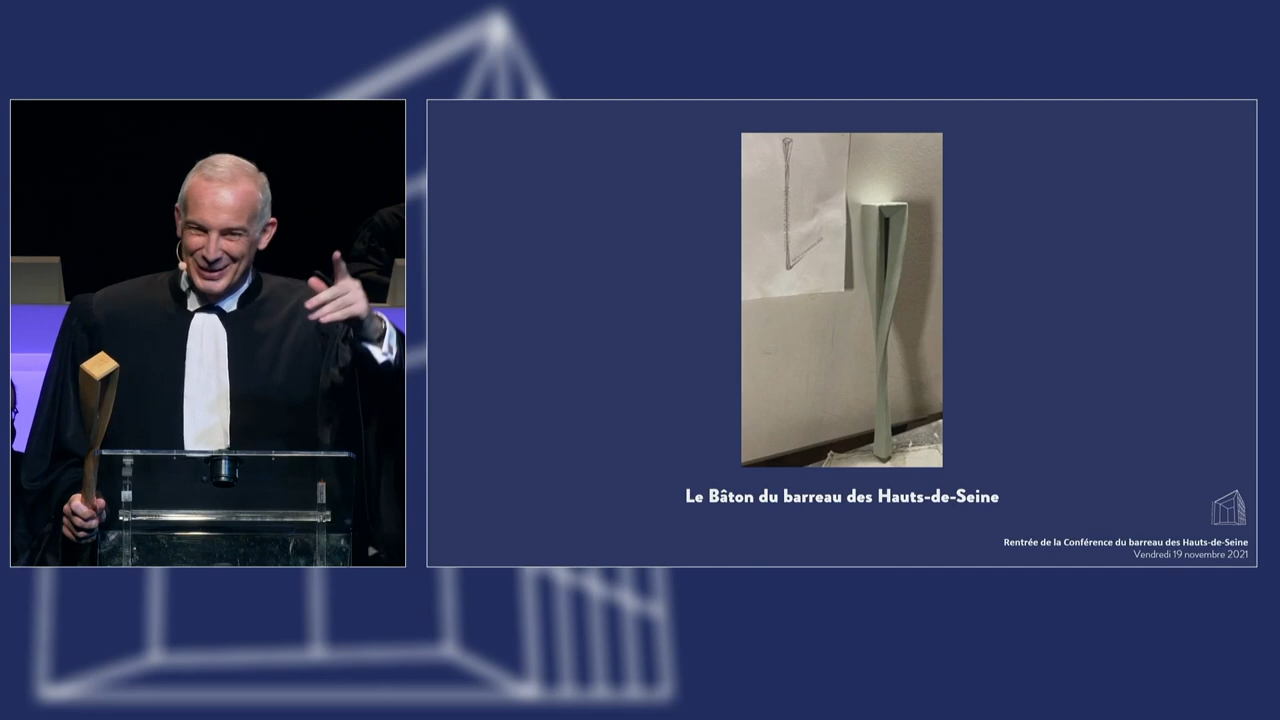 Le Bâton du barreau des Hauts-de-Seine
Rentrée de la Conférence du barreau des Hauts-de-Seine
Vendredi 19 novembre 2021